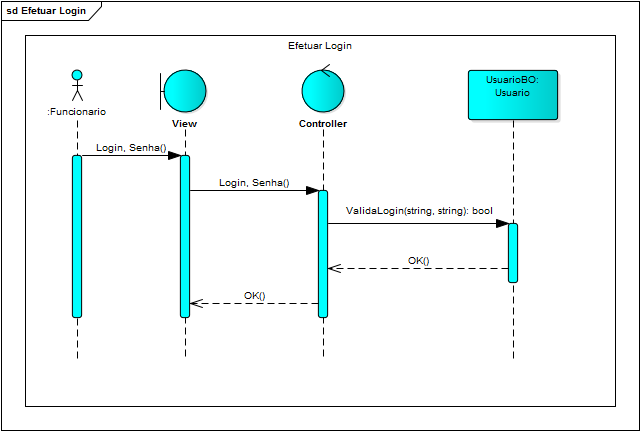 sd Efetuar Login
Efetuar Login
:Funcionario
View
Controller
UsuarioBO:
Usuario
Login, Senha()
Login, Senha()
ValidaLogin(string, string): bool
OK()
OK()